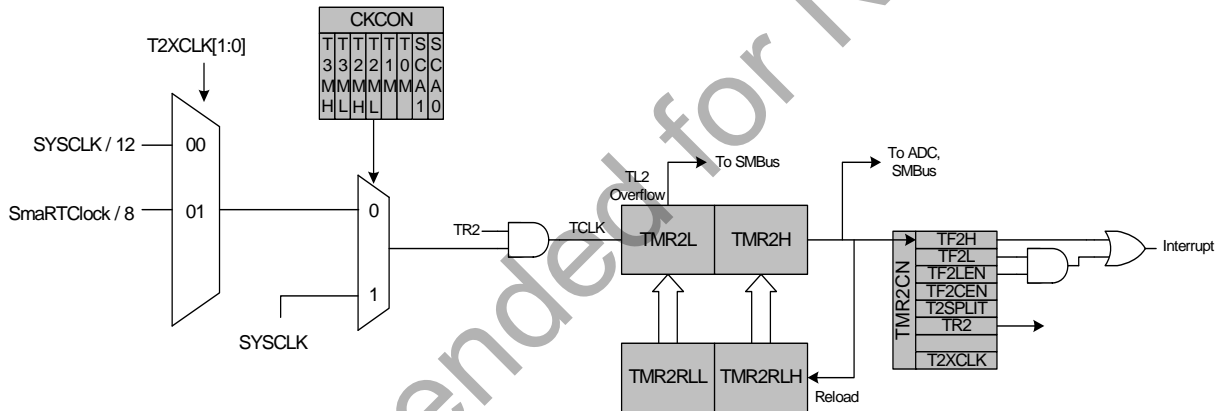 CKCON
T3MH T3ML T2MH T2ML T1M T0M SCA1 SCA0
T2XCLK[1:0]
SYSCLK / 12
00
SmaRTClock / 8
01
0
1
SYSCLK
TR2
TCLK
TL2
Overflow
To SMBus
To ADC,
SMBus
TMR2L
TMR2H
TMR2RLL
TMR2RLH
Reload
TMR2CN
TF2H
TF2L
TF2LEN
TF2CEN
T2SPLIT
TR2
T2XCLK
Interrupt
ended for N